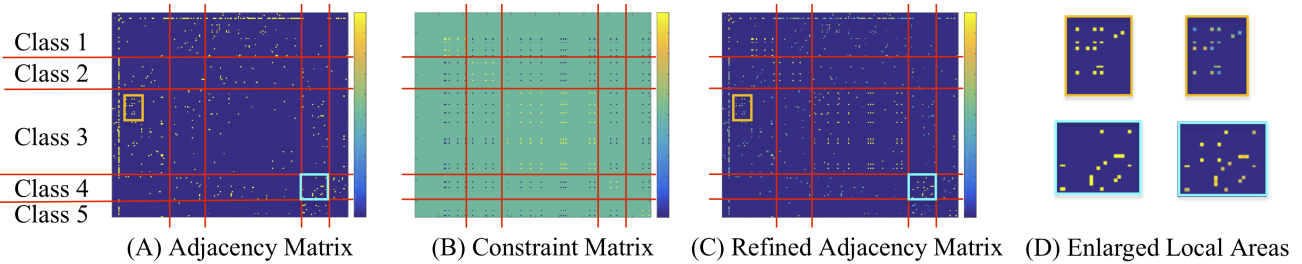 Class 1
Class 2
Class 3
Class 4
Class 5
(A) Adjacency Matrix
(B) Constraint Matrix
(C) Refined Adjacency Matrix
(D) Enlarged Local Areas